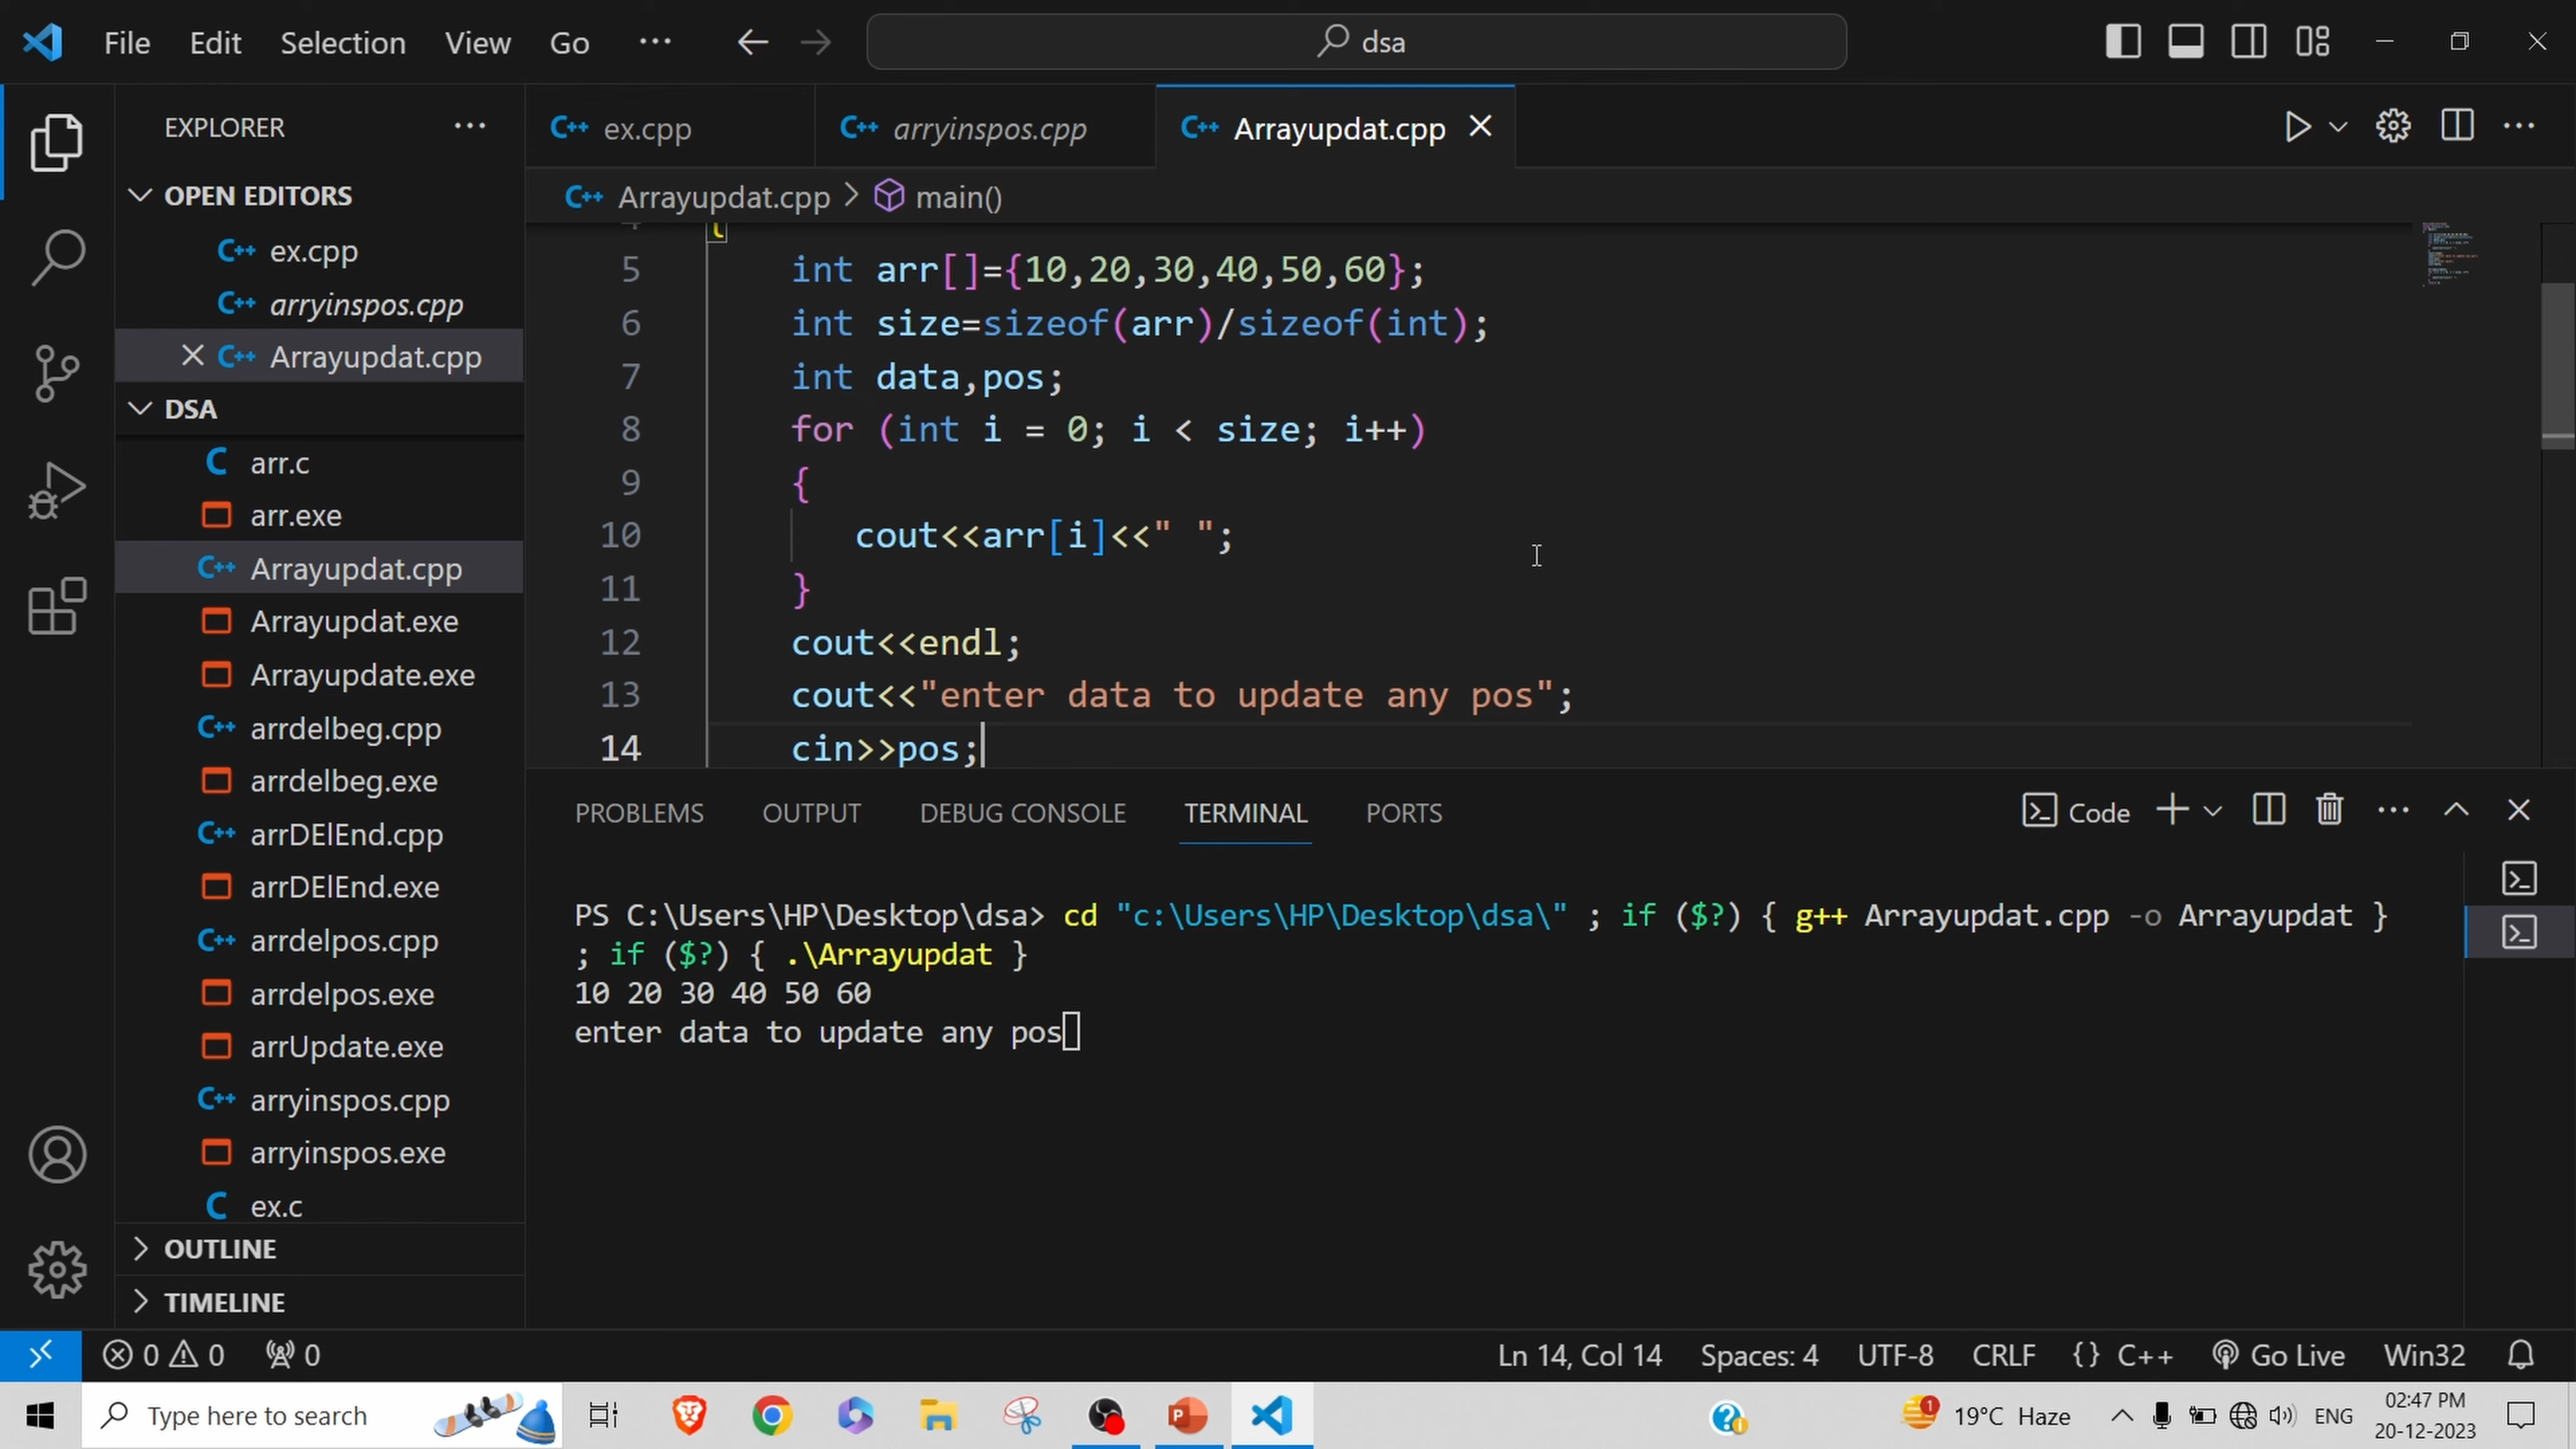 File Edit Selection View Go ··· dsa
EXPLORER ···
OPEN EDITORS
ex.cpp
arryinspos.cpp
Arrayupdat.cpp
DSA
arr.c
arr.exe
Arrayupdat.cpp
Arrayupdat.exe
Arrayupdate.exe
arrdelbeg.cpp
arrdelbeg.exe
arrDElEnd.cpp
arrDElEnd.exe
arrdelpos.cpp
arrdelpos.exe
arrUpdate.exe
arryinspos.cpp
arryinspos.exe
ex.c
OUTLINE
TIMELINE
ex.cpp arryinspos.cpp Arrayupdat.cpp
Arrayupdat.cpp > main()
5 int arr[]={10,20,30,40,50,60};
6 int size=sizeof(arr)/sizeof(int);
7 int data,pos;
8 for (int i = 0; i < size; i++)
9 {
10 cout<<arr[i]<<" ";
11 }
12 cout<<endl;
13 cout<<"enter data to update any pos";
14 cin>>pos;
PROBLEMS OUTPUT DEBUG CONSOLE TERMINAL PORTS Code
PS C:\Users\HP\Desktop\dsa> cd "c:\Users\HP\Desktop\dsa\" ; if ($?) { g++ Arrayupdat.cpp -o Arrayupdat }
; if ($?) { .\Arrayupdat }
10 20 30 40 50 60
enter data to update any pos
0 0 0 Ln 14, Col 14 Spaces: 4 UTF-8 CRLF {} C++ Go Live Win32
Type here to search 1 19°C Haze ENG 02:47 PM
20-12-2023